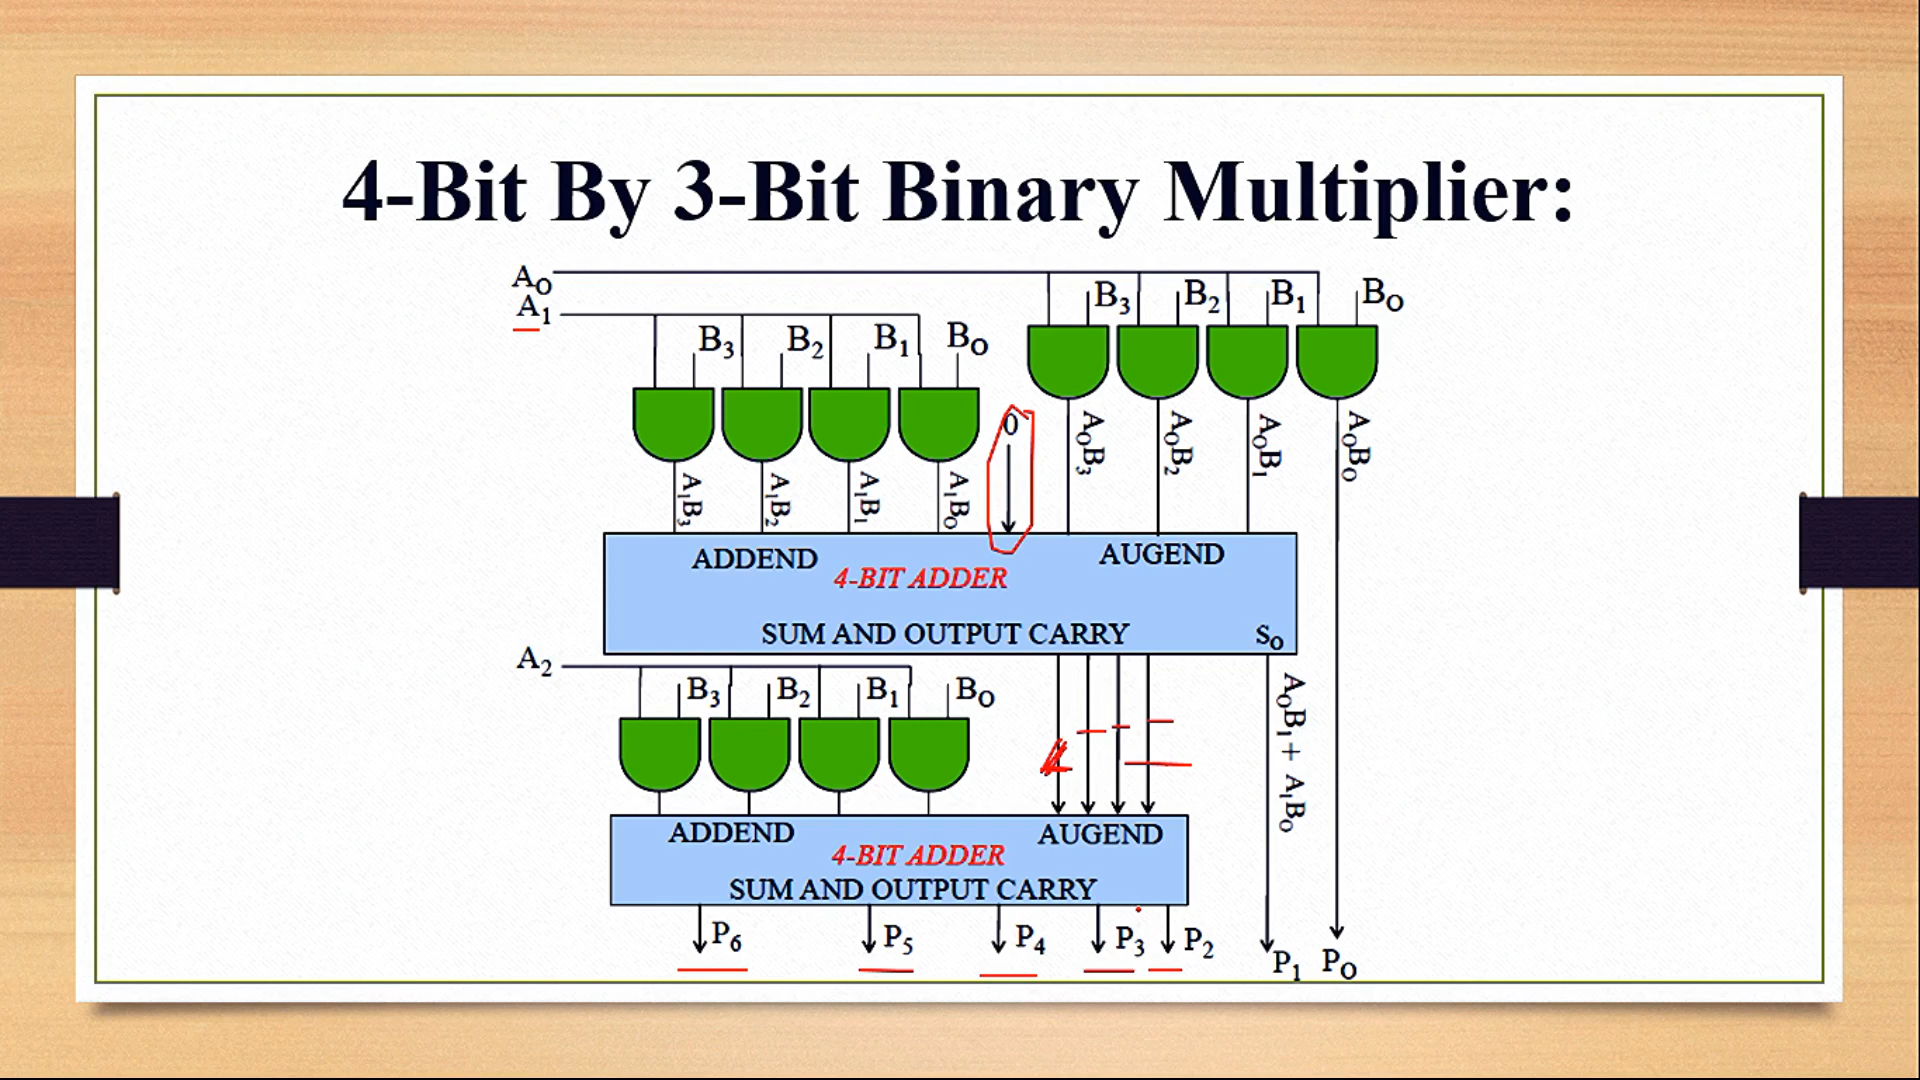 4-Bit By 3-Bit Binary Multiplier:
A₀
A₁
B₃ B₂ B₁ B₀
B₃ B₂ B₁ B₀
0
A₀B₃ A₀B₂ A₀B₁ A₀B₀
A₁B₃ A₁B₂ A₁B₁ A₁B₀
ADDEND AUGEND
4-BIT ADDER
SUM AND OUTPUT CARRY S₀
A₂
B₃ B₂ B₁ B₀
A₀B₁ + A₁B₀
ADDEND AUGEND
4-BIT ADDER
SUM AND OUTPUT CARRY
P₆ P₅ P₄ P₃ P₂ P₁ P₀